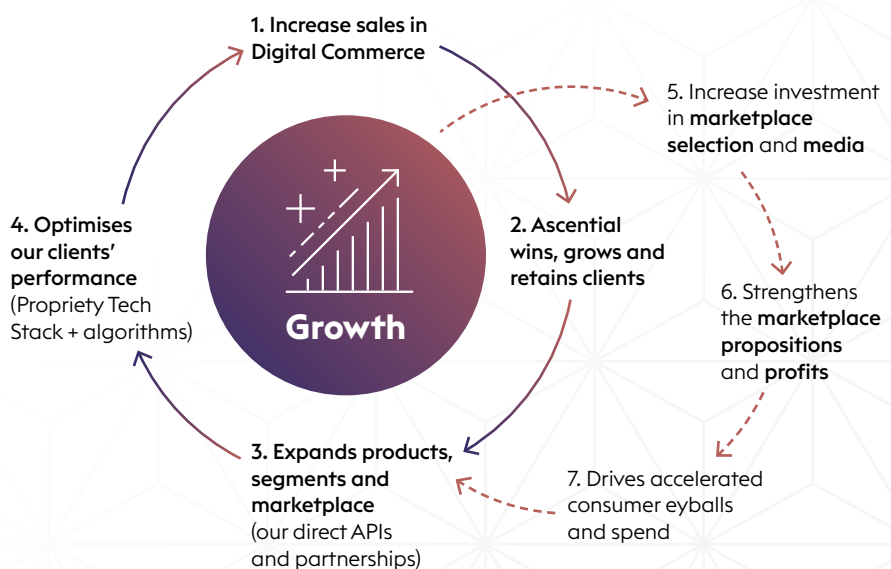 1. Increase sales in
Digital Commerce
2. Ascential
wins, grows and
retains clients
3. Expands products,
segments and
marketplace
(our direct APIs
and partnerships)
4. Optimises
our clients’
performance
(Propriety Tech
Stack + algorithms)
Growth
5. Increase investment
in marketplace
selection and media
6. Strengthens
the marketplace
propositions
and profits
7. Drives accelerated
consumer eyballs
and spend